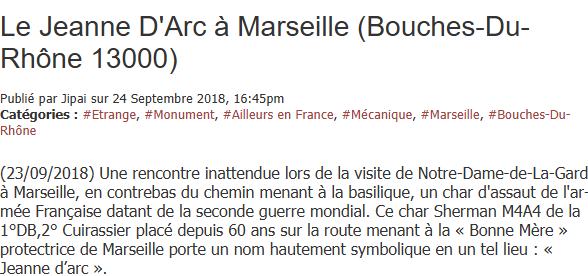 Le Jeanne D'Arc à Marseille (Bouches-Du-
Rhône 13000)
Publié par Jipai sur 24 Septembre 2018, 16:45pm
Catégories : #Etrange, #Monument, #Ailleurs en France, #Mécanique, #Marseille, #Bouches-Du-
Rhône
(23/09/2018) Une rencontre inattendue lors de la visite de Notre-Dame-de-La-Gard
à Marseille, en contrebas du chemin menant à la basilique, un char d'assaut de l'ar-
mée Française datant de la seconde guerre mondial. Ce char Sherman M4A4 de la
1°DB,2° Cuirassier placé depuis 60 ans sur la route menant à la « Bonne Mère »
protectrice de Marseille porte un nom hautement symbolique en un tel lieu : «
Jeanne d’arc ».